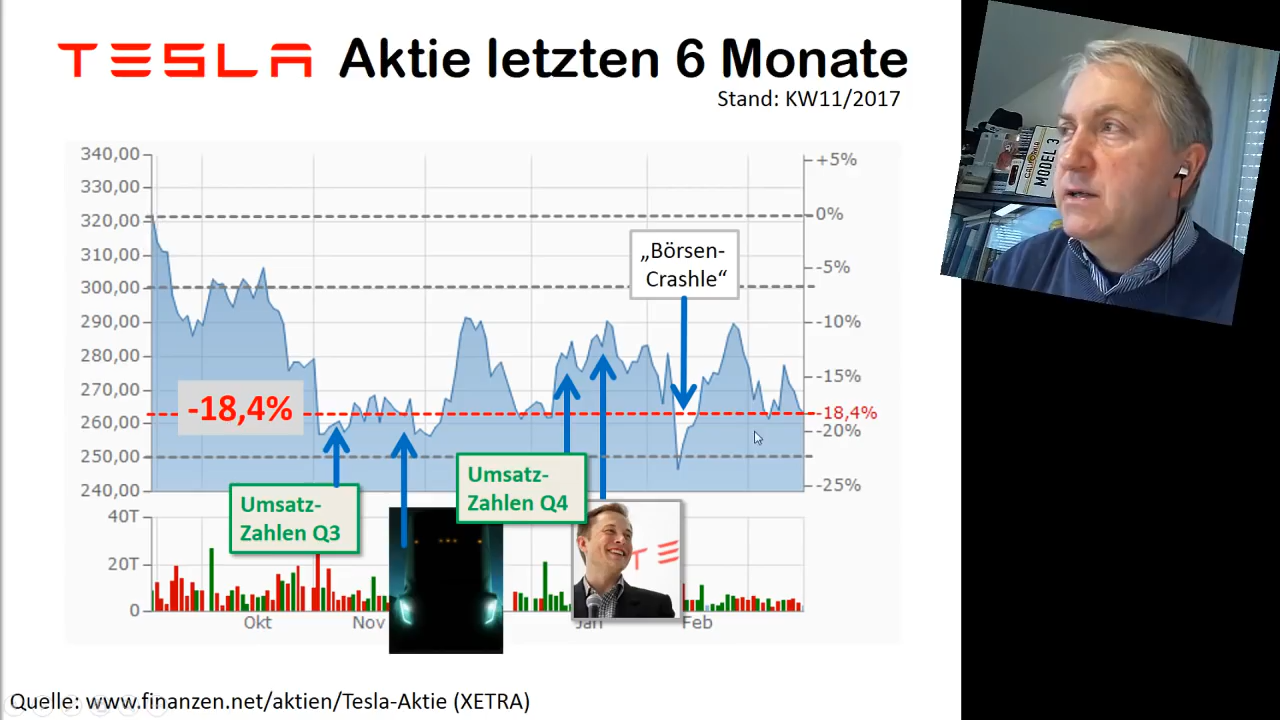 TESLA Aktie letzten 6 Monate
Stand: KW11/2017
340,00
330,00
320,00
310,00
300,00
290,00
280,00
270,00
260,00
250,00
240,00
+5%
0%
-5%
-10%
-15%
-18,4%
-20%
-25%
-18,4%
„Börsen-
Crashle“
Umsatz-
Zahlen Q3
Umsatz-
Zahlen Q4
40T
20T
0
Okt
Nov
Jan
Feb
TE
MODEL 3
Quelle: www.finanzen.net/aktien/Tesla-Aktie (XETRA)